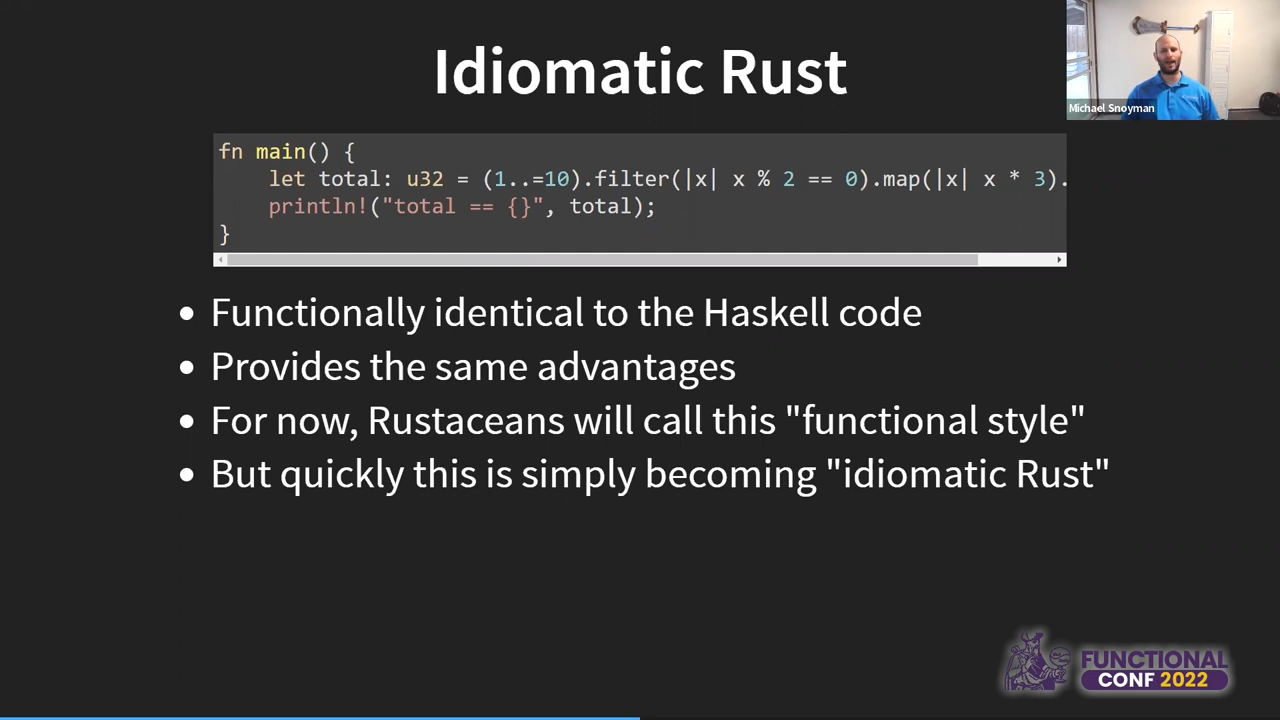 Idiomatic Rust
Michael Snoyman
fn main() {
    let total: u32 = (1..=10).filter(|x| x % 2 == 0).map(|x| x * 3).
    println!("total == {}", total);
}
• Functionally identical to the Haskell code
• Provides the same advantages
• For now, Rustaceans will call this "functional style"
• But quickly this is simply becoming "idiomatic Rust"
FUNCTIONAL
CONF 2022